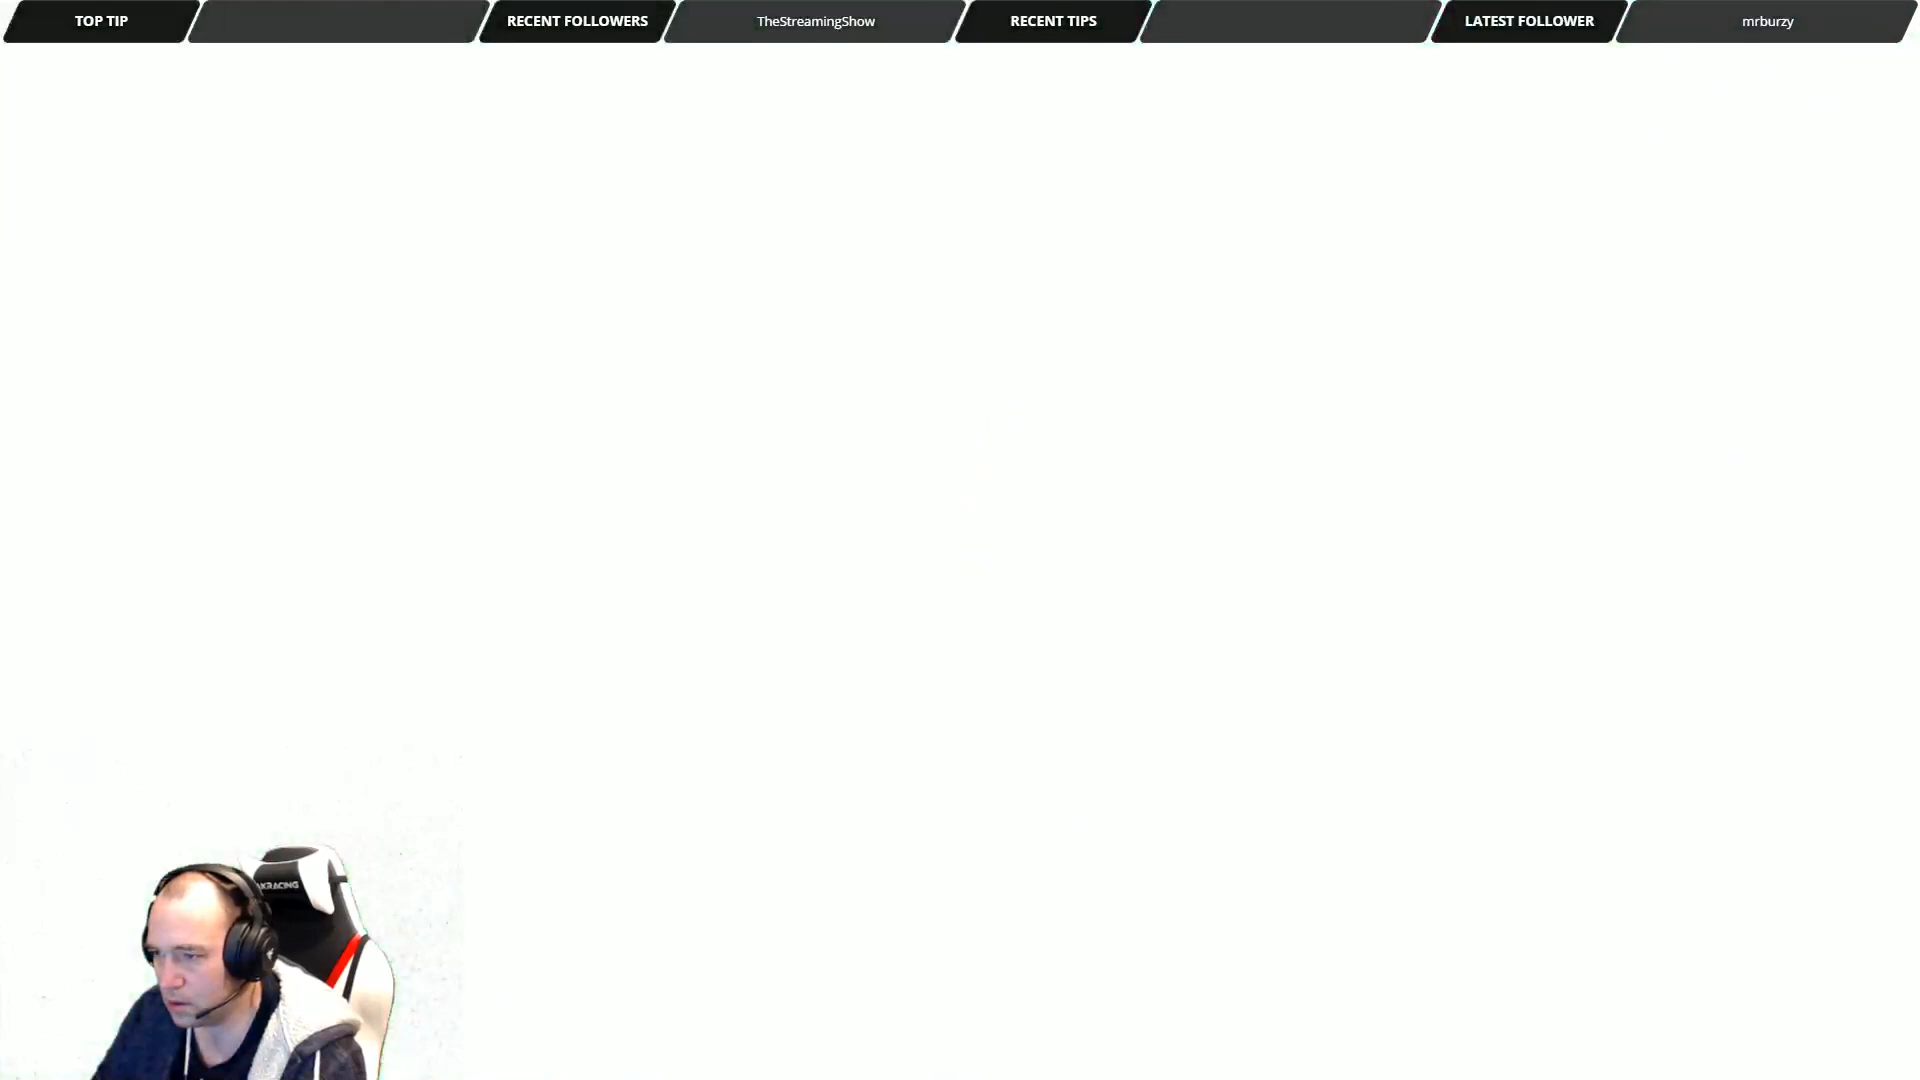 TOP TIP
RECENT FOLLOWERS
TheStreamingShow
RECENT TIPS
LATEST FOLLOWER
mrburzy
AKRACING